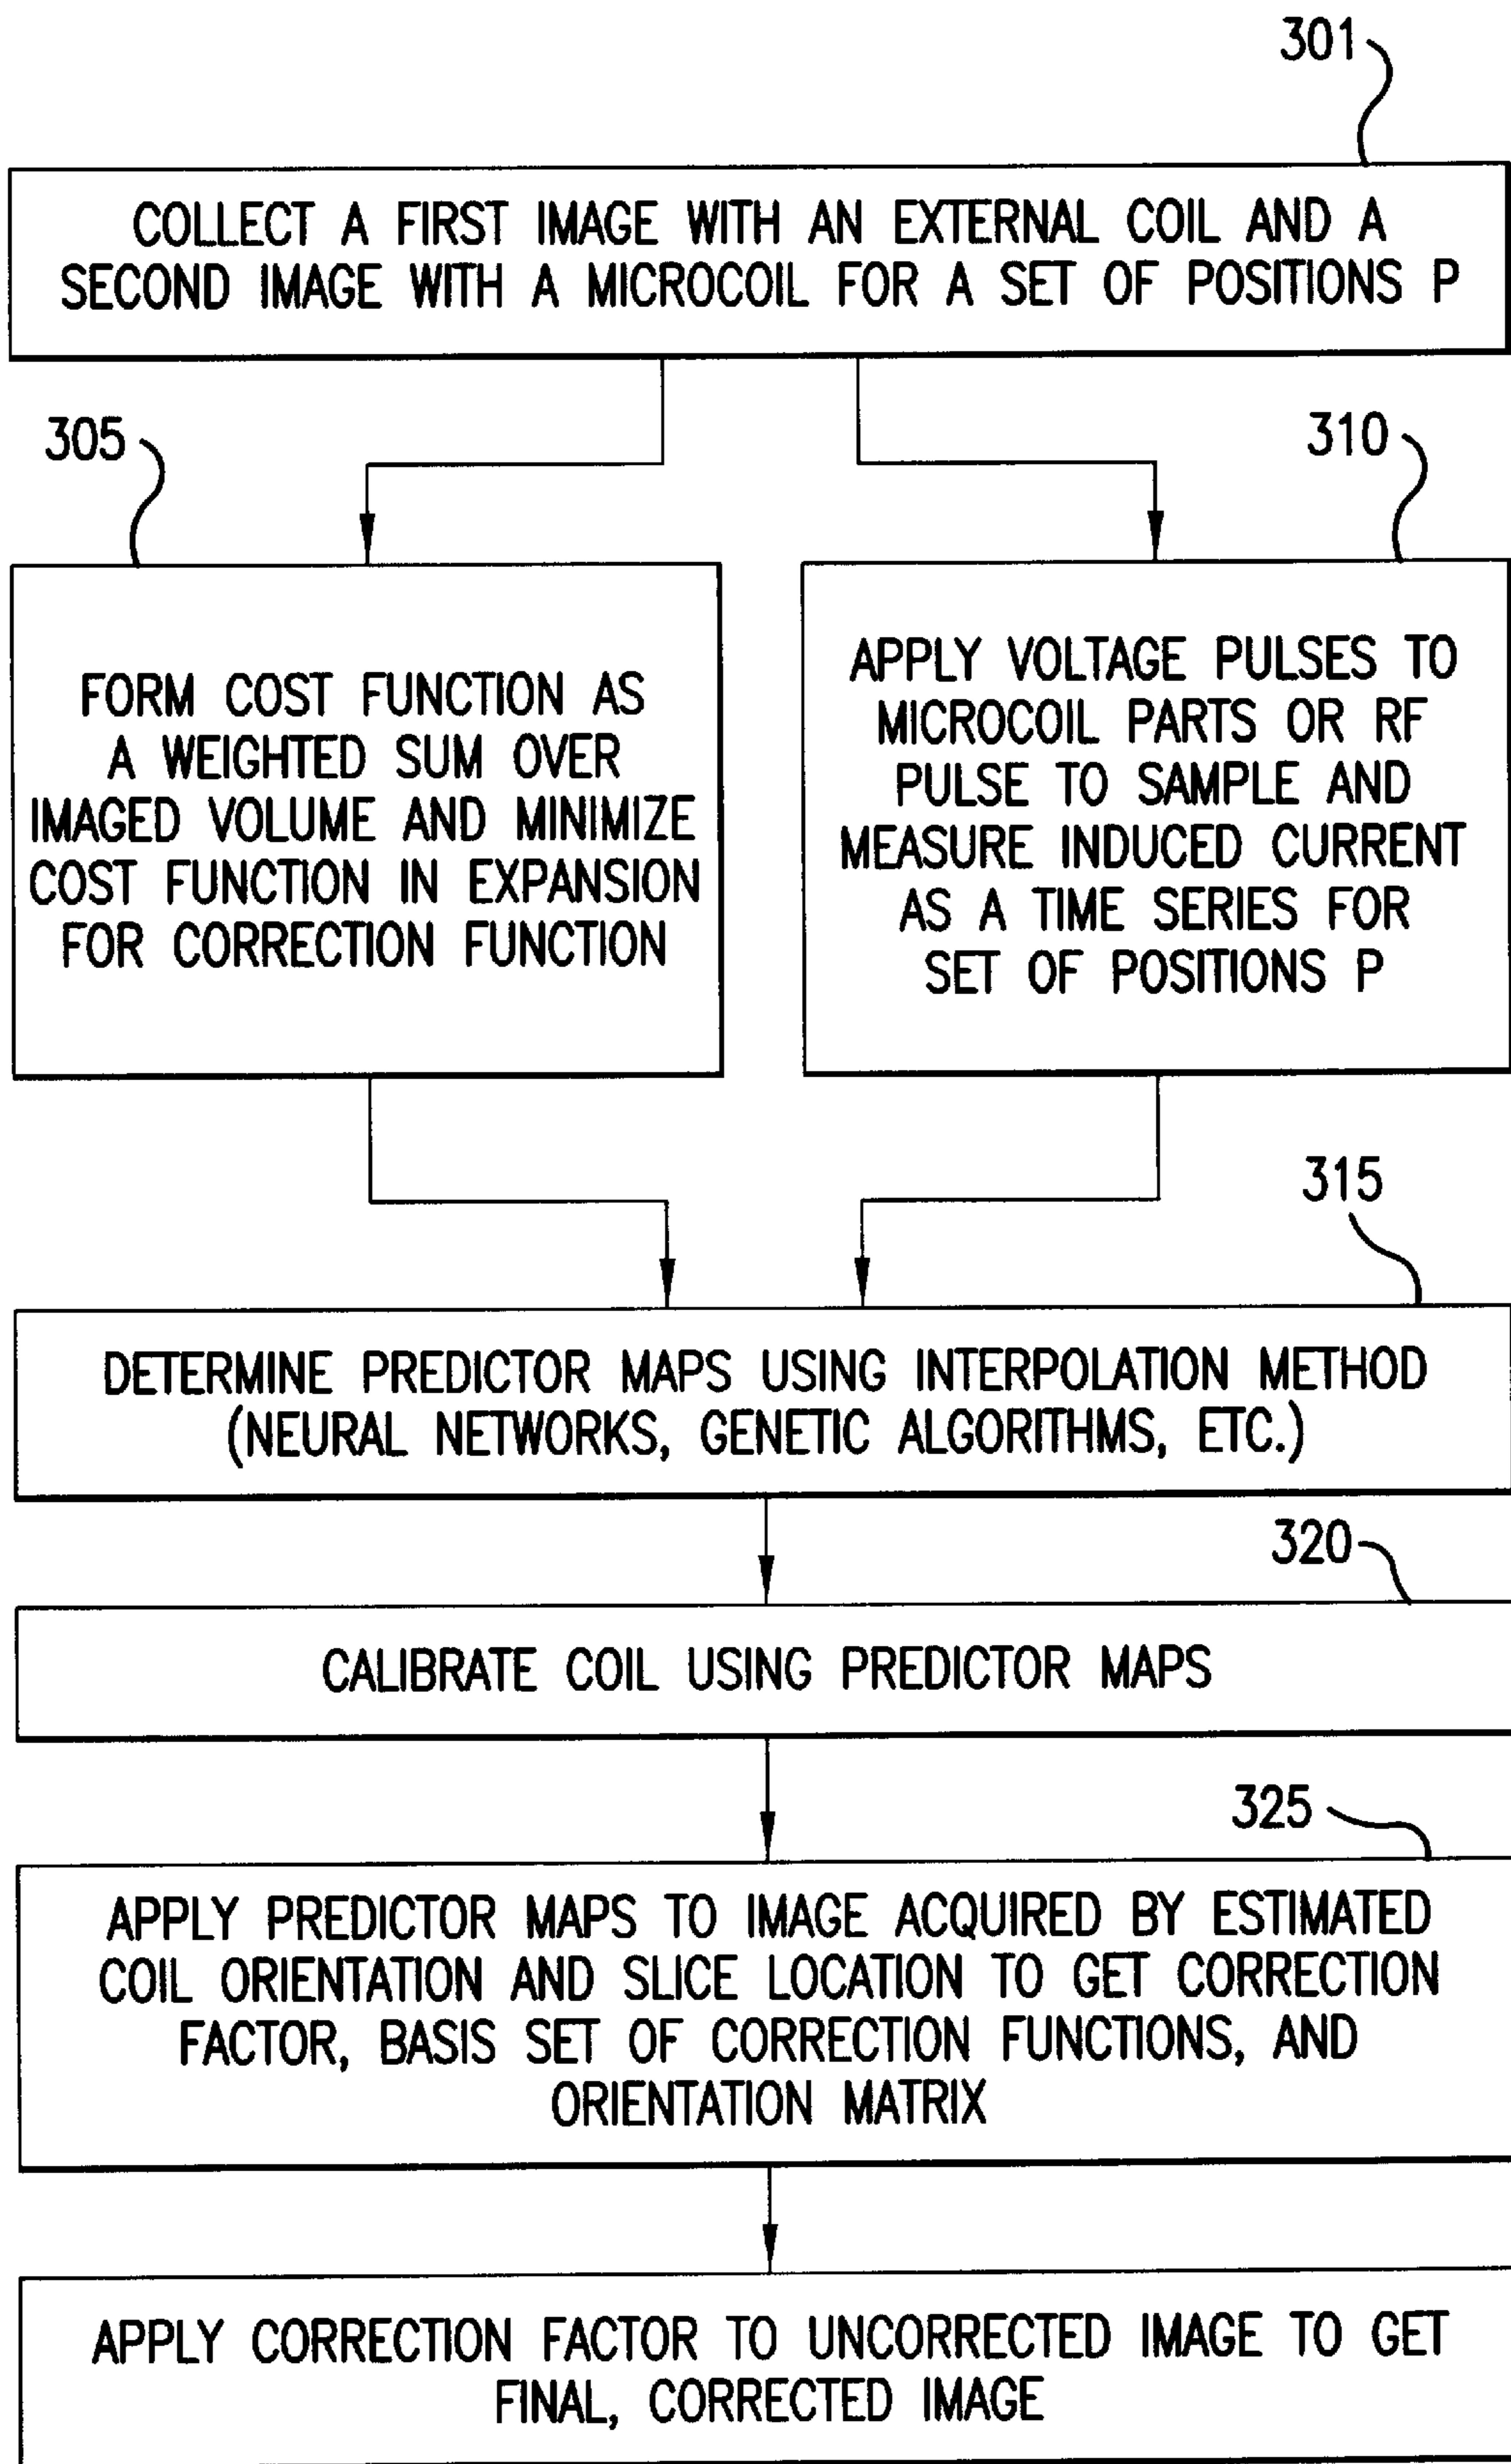 301
COLLECT A FIRST IMAGE WITH AN EXTERNAL COIL AND A
SECOND IMAGE WITH A MICROCOIL FOR A SET OF POSITIONS P
305
FORM COST FUNCTION AS
A WEIGHTED SUM OVER
IMAGED VOLUME AND MINIMIZE
COST FUNCTION IN EXPANSION
FOR CORRECTION FUNCTION
310
APPLY VOLTAGE PULSES TO
MICROCOIL PARTS OR RF
PULSE TO SAMPLE AND
MEASURE INDUCED CURRENT
AS A TIME SERIES FOR
SET OF POSITIONS P
315
DETERMINE PREDICTOR MAPS USING INTERPOLATION METHOD
(NEURAL NETWORKS, GENETIC ALGORITHMS, ETC.)
320
CALIBRATE COIL USING PREDICTOR MAPS
325
APPLY PREDICTOR MAPS TO IMAGE ACQUIRED BY ESTIMATED
COIL ORIENTATION AND SLICE LOCATION TO GET CORRECTION
FACTOR, BASIS SET OF CORRECTION FUNCTIONS, AND
ORIENTATION MATRIX
APPLY CORRECTION FACTOR TO UNCORRECTED IMAGE TO GET
FINAL, CORRECTED IMAGE